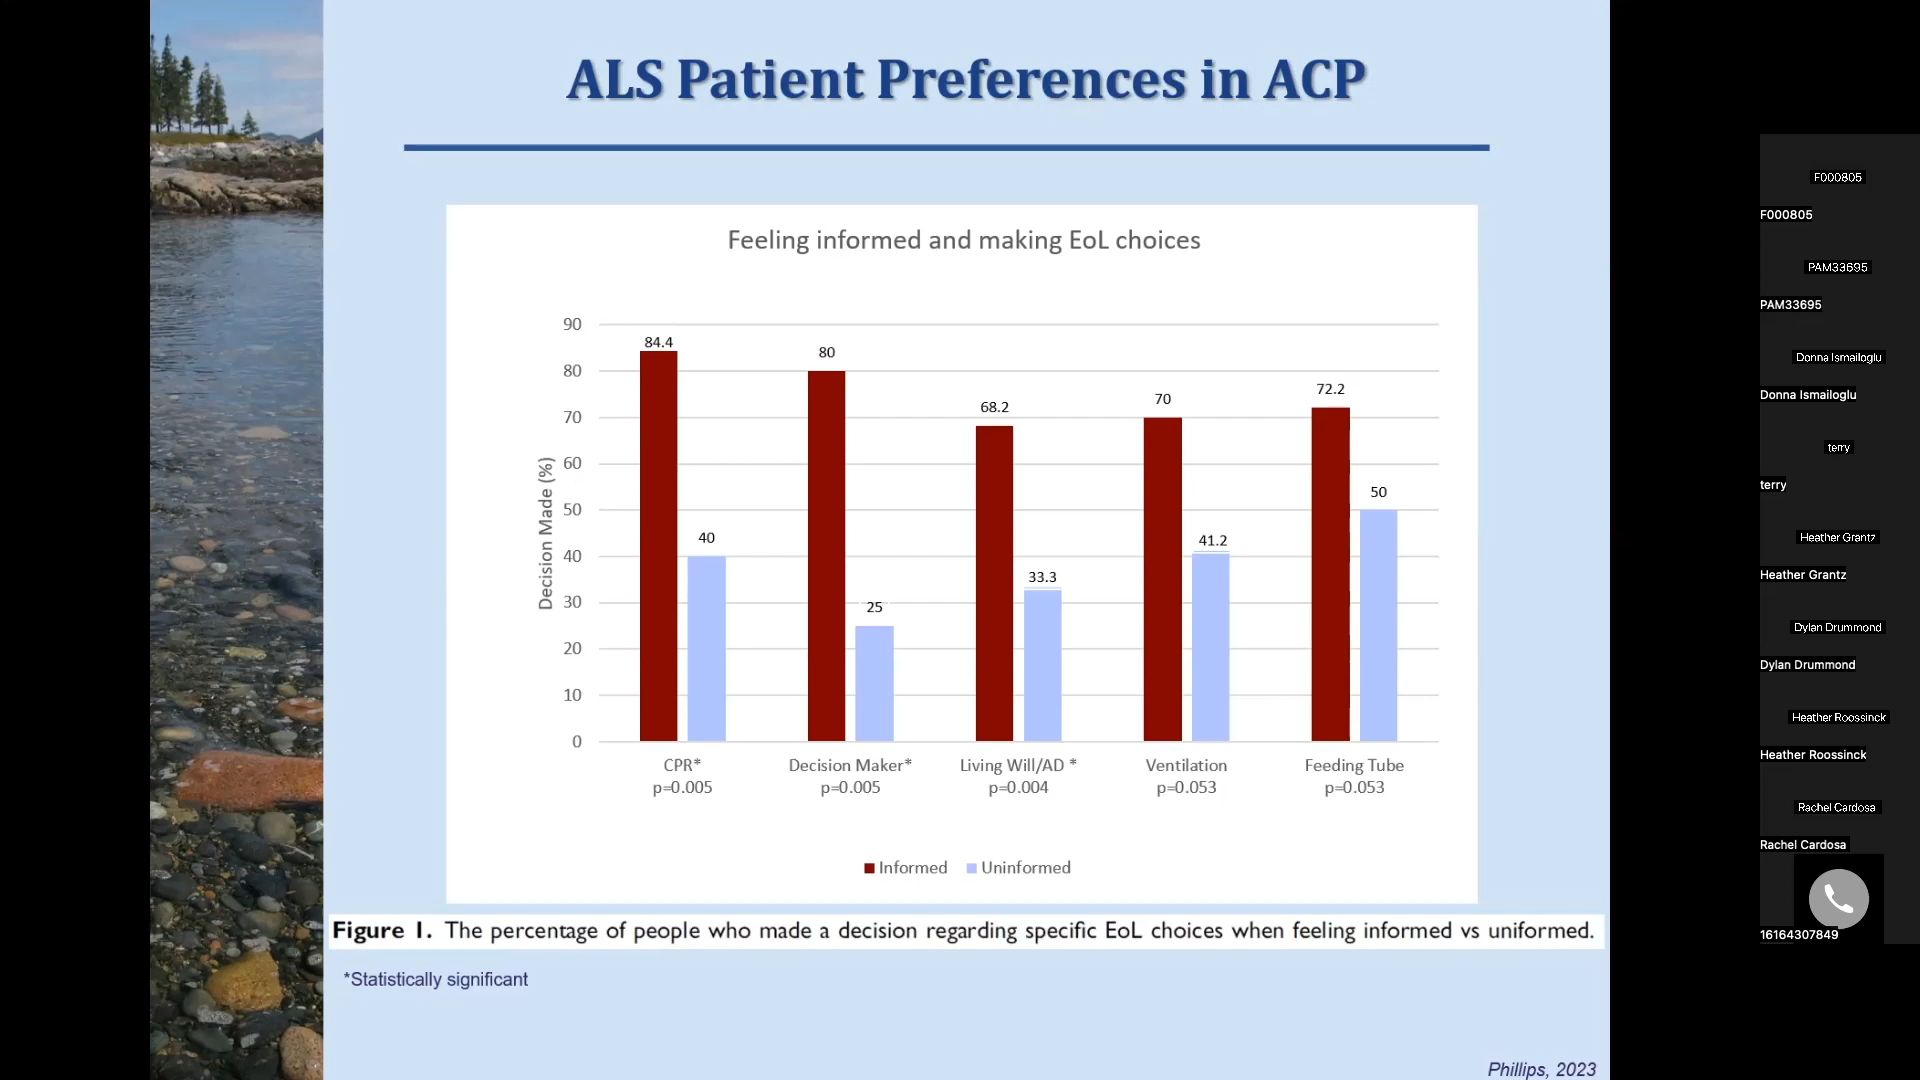 ALS Patient Preferences in ACP
Feeling informed and making EoL choices
Decision Made (%)
90
80
70
60
50
40
30
20
10
0
84.4
40
80
25
68.2
33.3
70
41.2
72.2
50
CPR*
p=0.005
Decision Maker*
p=0.005
Living Will/AD *
p=0.004
Ventilation
p=0.053
Feeding Tube
p=0.053
Informed
Uninformed
Figure 1. The percentage of people who made a decision regarding specific EoL choices when feeling informed vs uniformed.
*Statistically significant
Phillips, 2023
F000805
F000805
PAM33695
PAM33695
Donna Ismailoglu
Donna Ismailoglu
terry
terry
Heather Grantz
Heather Grantz
Dylan Drummond
Dylan Drummond
Heather Roossinck
Heather Roossinck
Rachel Cardosa
Rachel Cardosa
16164307849